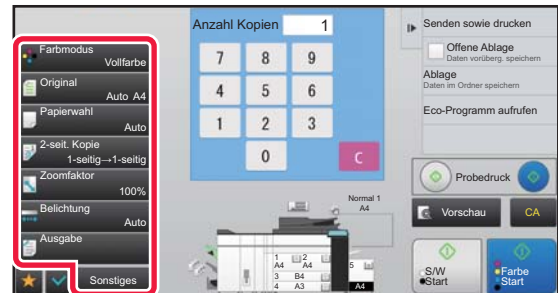 Farbmodus
Vollfarbe
Original
Auto A4
Papierwahl
Auto
2-seit. Kopie
1-seitig→1-seitig
Zoomfaktor
100%
Belichtung
Auto
Ausgabe
Sonstiges
Anzahl Kopien 1
7 8 9
4 5 6
1 2 3
0 C
Normal 1
A4
1 A4
2 A4
3 B4
4 A3
5 A4
Senden sowie drucken
Offene Ablage
Daten vorüberg. speichern
Ablage
Daten im Ordner speichern
Eco-Programm aufrufen
Probedruck
Vorschau CA
S/W
Start
Farbe
Start